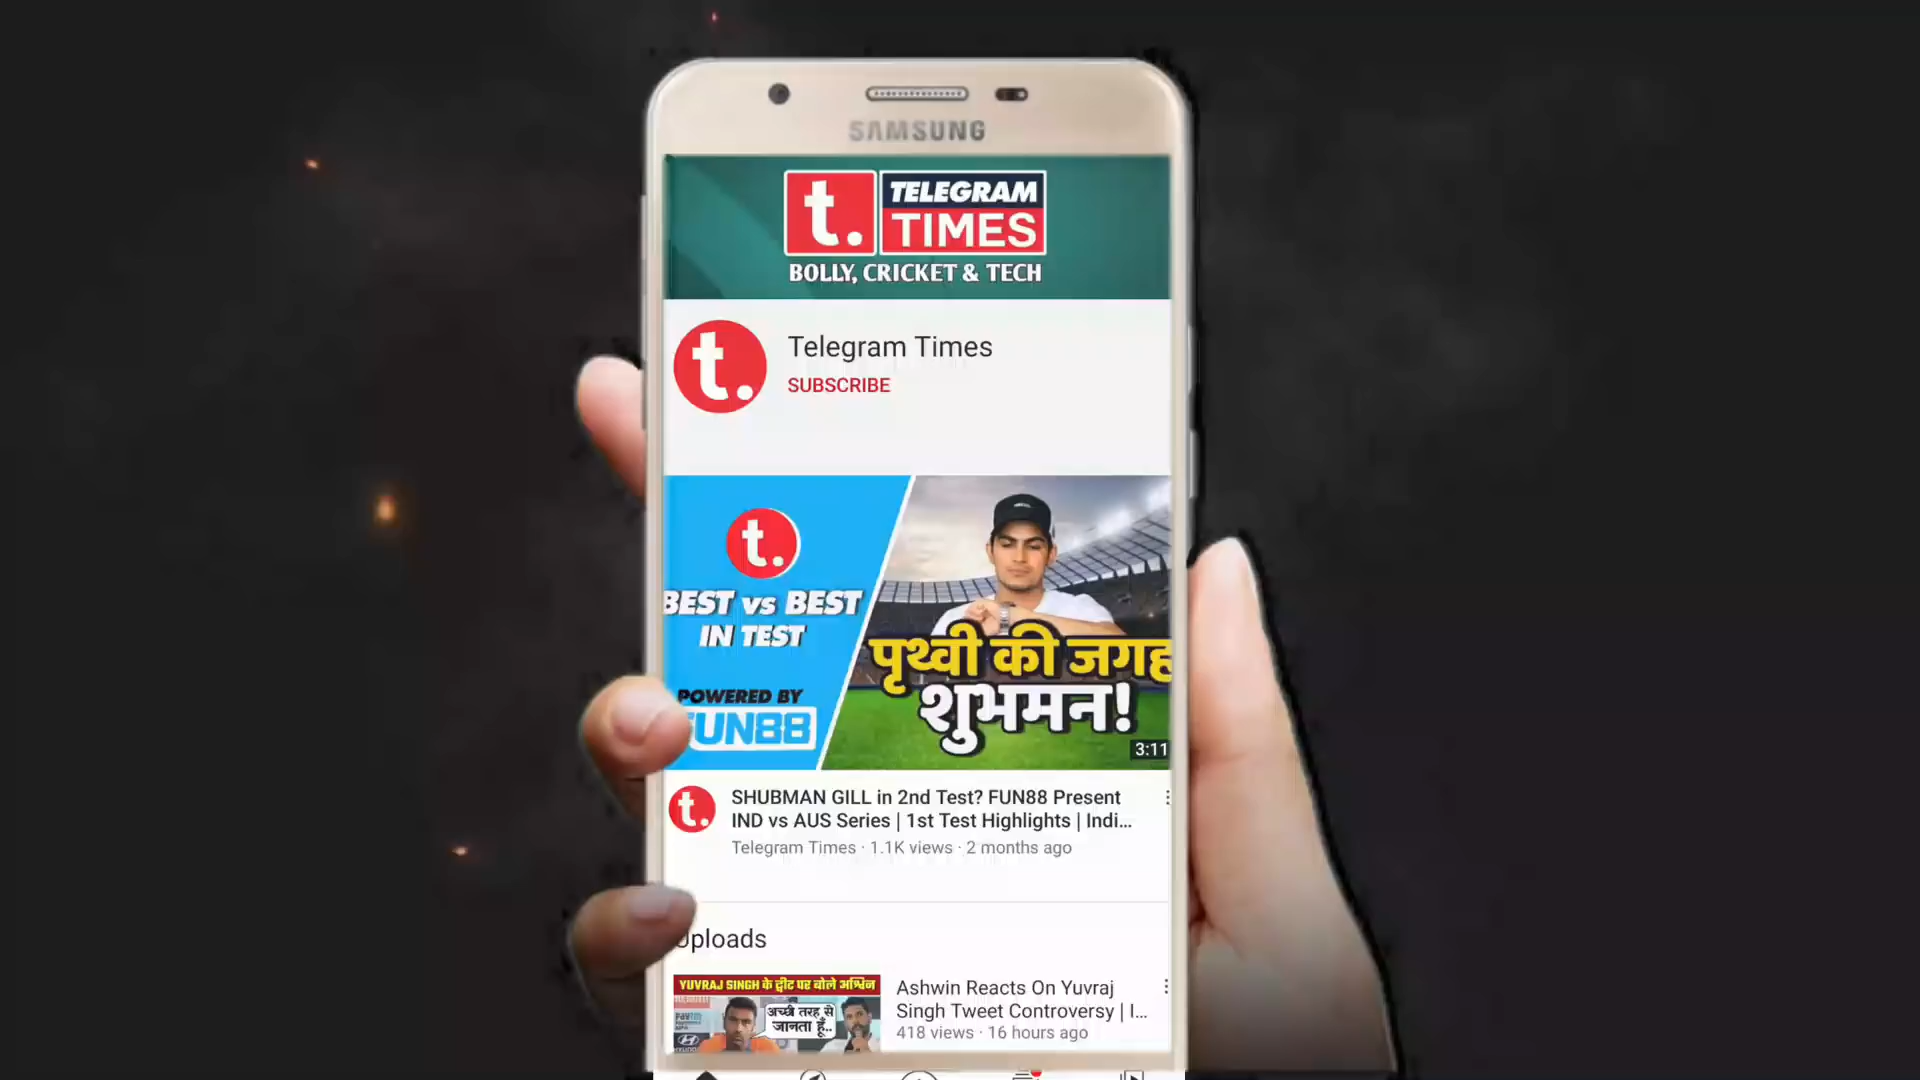 SAMSUNG
t. TELEGRAM
TIMES
BOLLY, CRICKET & TECH
t.
Telegram Times
SUBSCRIBE
t.
BEST vs BEST
IN TEST
POWERED BY
FUN88
पृथ्वी की जगह
शुभमन!
3:11
t.
SHUBMAN GILL in 2nd Test? FUN88 Present
IND vs AUS Series | 1st Test Highlights | Indi...
Telegram Times · 1.1K views · 2 months ago
Uploads
YUVRAJ SINGH के ट्वीट पर बोले अश्विन
अच्छी तरह से
जानता हूँ..
Paytm
Ashwin Reacts On Yuvraj
Singh Tweet Controversy | I...
418 views · 16 hours ago